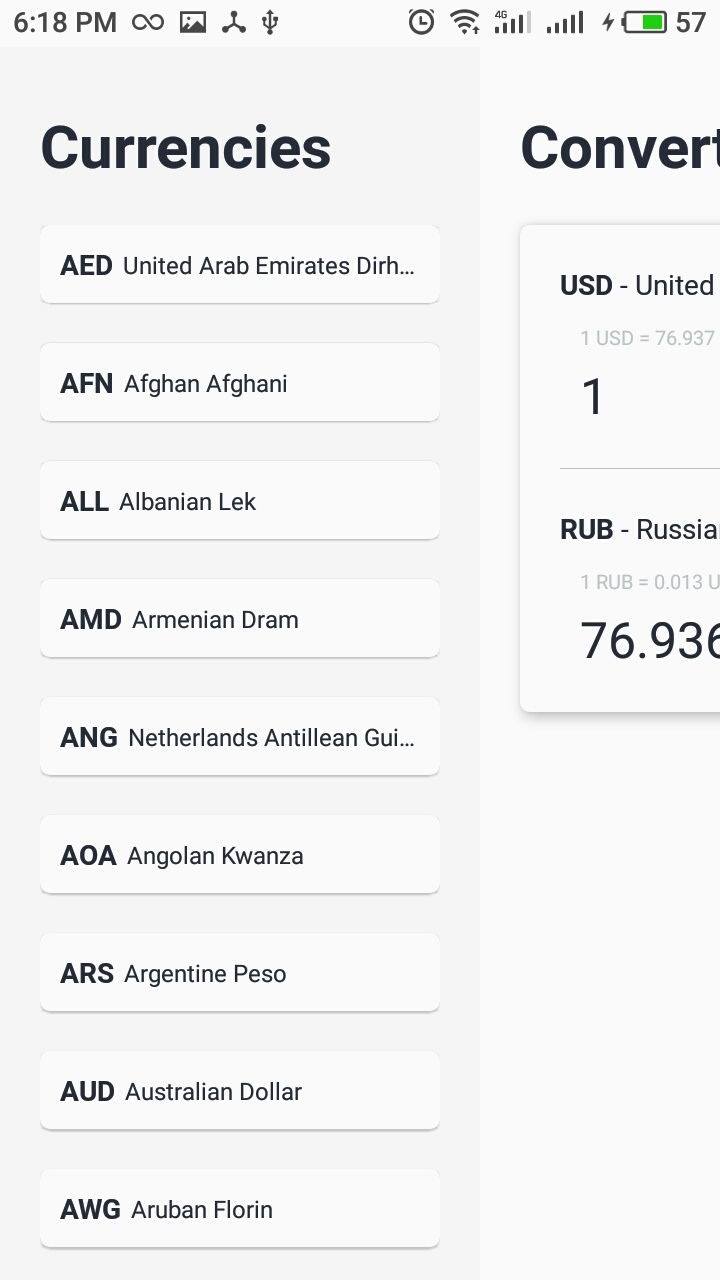 6:18 PM 4G 57
Currencies
AED United Arab Emirates Dirh...
AFN Afghan Afghani
ALL Albanian Lek
AMD Armenian Dram
ANG Netherlands Antillean Gui...
AOA Angolan Kwanza
ARS Argentine Peso
AUD Australian Dollar
AWG Aruban Florin
Convert
USD - United
1 USD = 76.937
1
RUB - Russia
1 RUB = 0.013 U
76.936